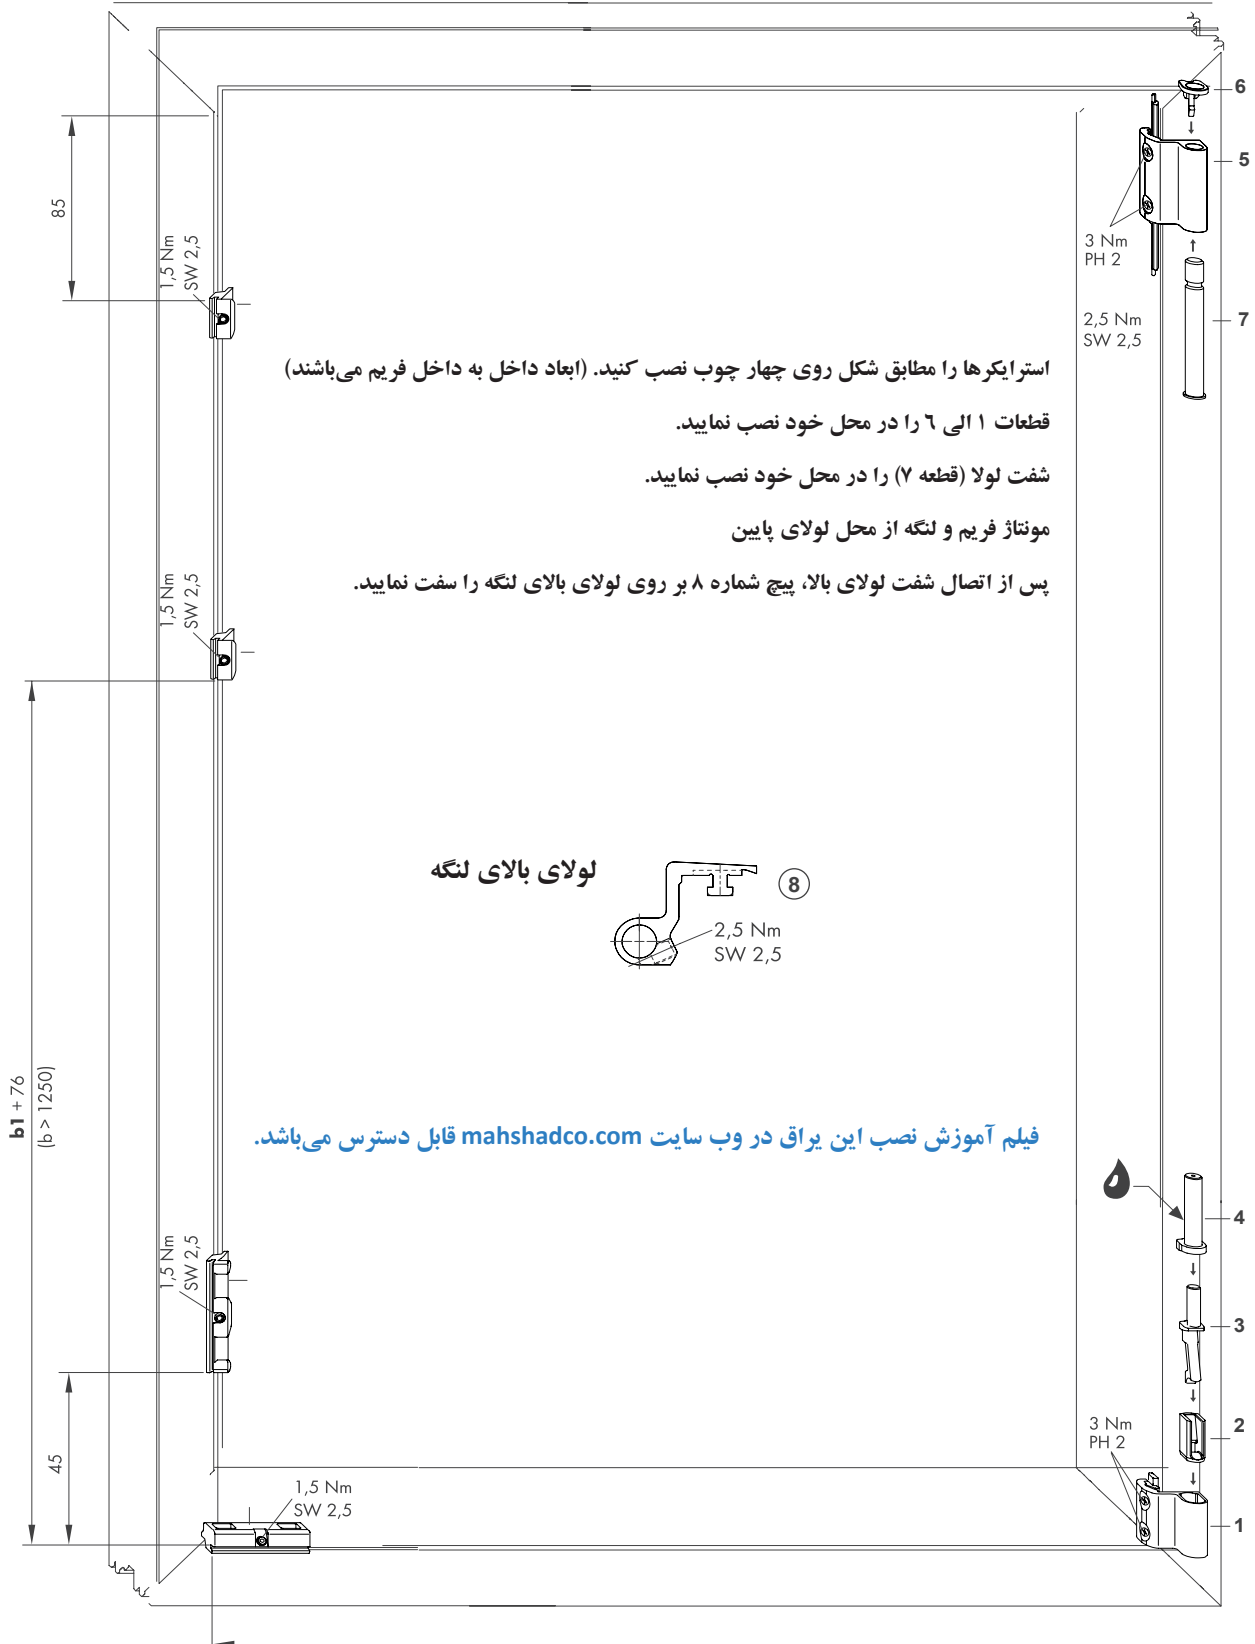 6
5
85
1,5 Nm
SW 2,5
3 Nm
PH 2
2,5 Nm
SW 2,5
7
استرایکرها را مطابق شکل روی چهار چوب نصب کنید. (ابعاد داخل به داخل فریم می‌باشند)
قطعات ۱ الی ۶ را در محل خود نصب نمایید.
شفت لولا (قطعه ۷) را در محل خود نصب نمایید.
مونتاژ فریم و لنگه از محل لولای پایین
پس از اتصال شفت لولای بالا، پیچ شماره ۸ بر روی لولای بالای لنگه را سفت نمایید.
1,5 Nm
SW 2,5
لولای بالای لنگه
8
2,5 Nm
SW 2,5
b1 + 76
(b > 1250)
فیلم آموزش نصب این یراق در وب سایت mahshadco.com قابل دسترس می‌باشد.
4
1,5 Nm
SW 2,5
3
3 Nm
PH 2
2
45
1,5 Nm
SW 2,5
1